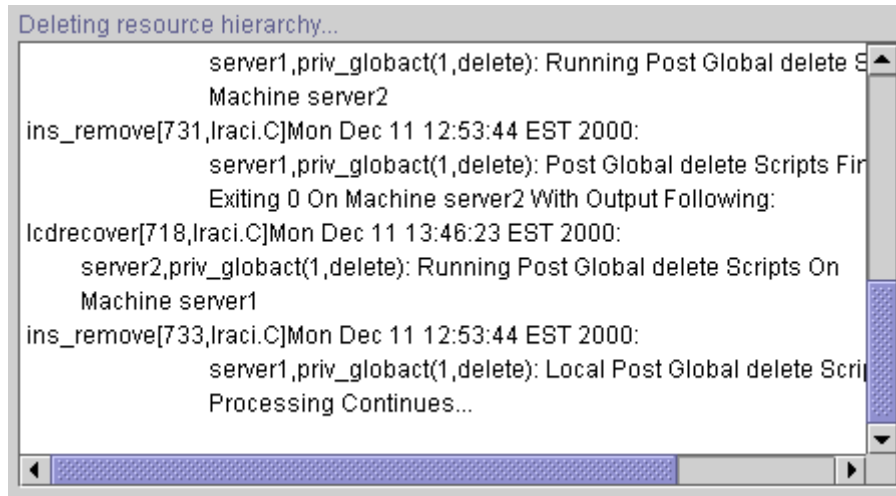 Deleting resource hierarchy...
server1,priv_globact(1,delete): Running Post Global delete
Machine server2
ins_remove[731,lraci.C]Mon Dec 11 12:53:44 EST 2000:
server1,priv_globact(1,delete): Post Global delete Scripts
Exiting 0 On Machine server2 With Output Following:
lcdrecover[718,lraci.C]Mon Dec 11 13:46:23 EST 2000:
server2,priv_globact(1,delete): Running Post Global delete Scripts On
Machine server1
ins_remove[733,lraci.C]Mon Dec 11 12:53:44 EST 2000:
server1,priv_globact(1,delete): Local Post Global delete
Processing Continues...